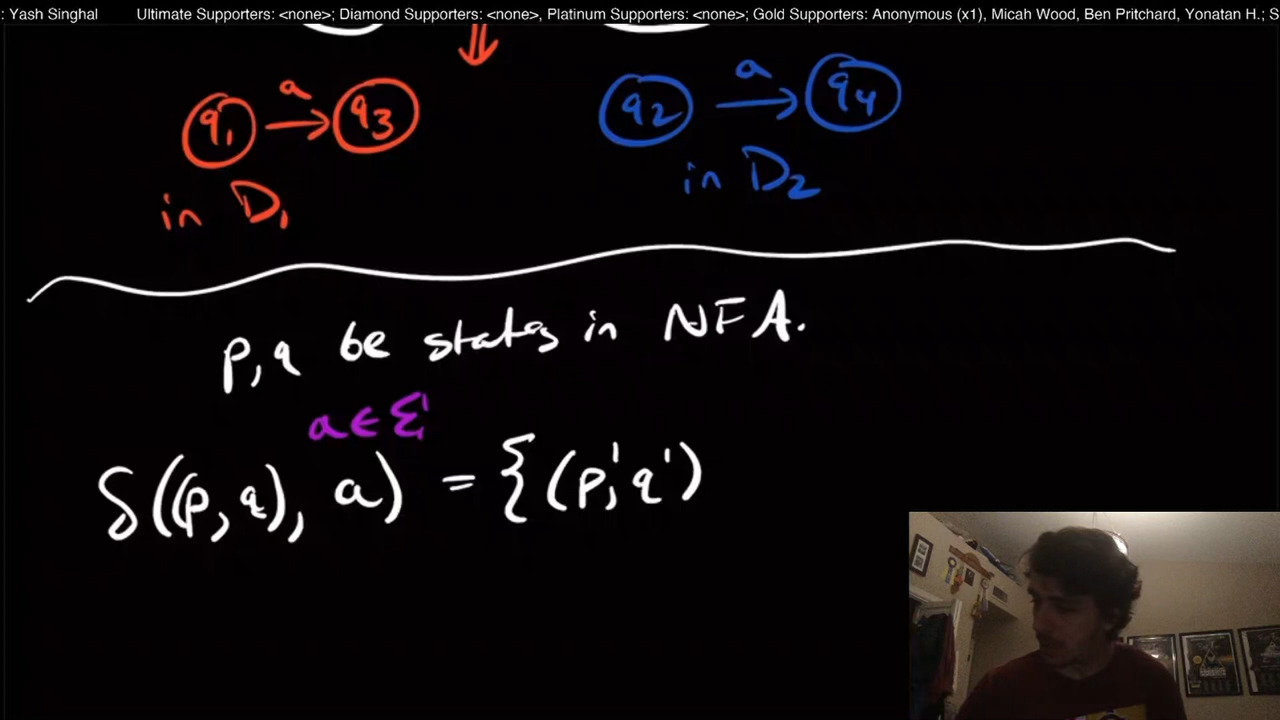 : Yash Singhal Ultimate Supporters: <none>; Diamond Supporters: <none>, Platinum Supporters: <none>; Gold Supporters: Anonymous (x1), Micah Wood, Ben Pritchard, Yonatan H.; S
a
a
q₁ → q₃
q₂ → q₄
in D₁
in D₂
p, q be states in NFA.
a ∈ Σ
δ((p, q), a) = {(p', q')